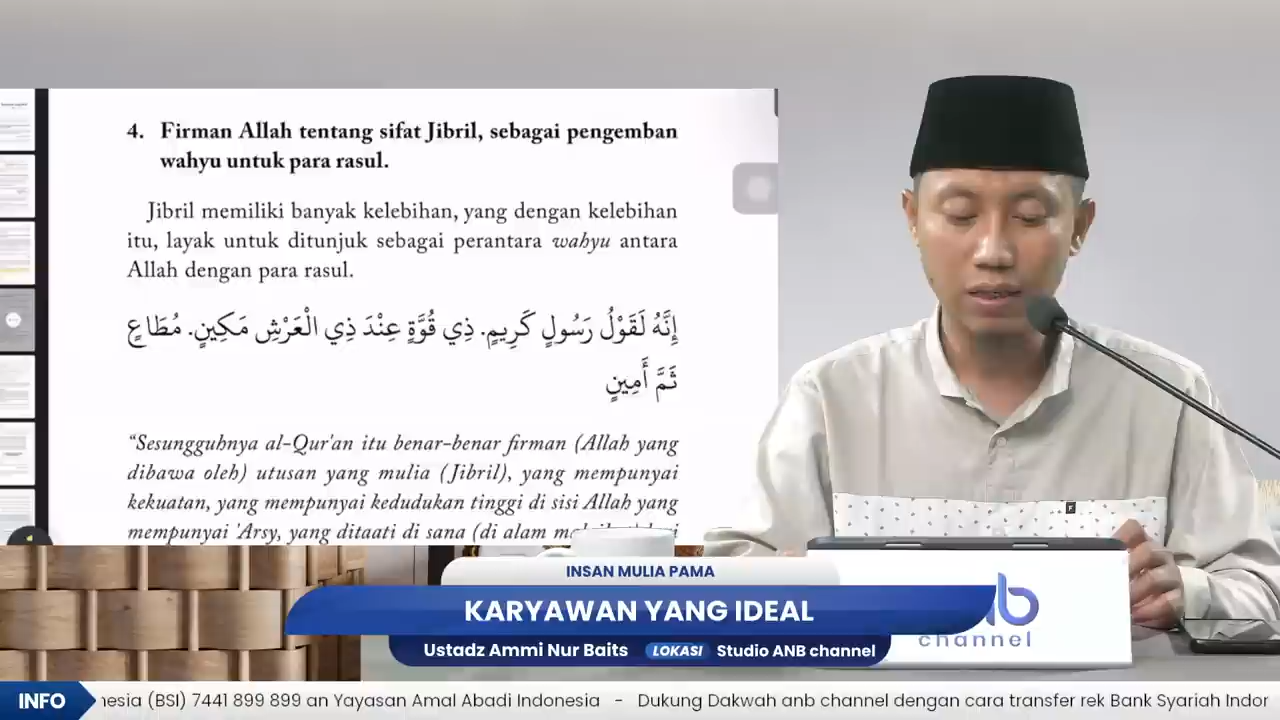 4. Firman Allah tentang sifat Jibril, sebagai pengemban
wahyu untuk para rasul.
Jibril memiliki banyak kelebihan, yang dengan kelebihan
itu, layak untuk ditunjuk sebagai perantara wahyu antara
Allah dengan para rasul.
إِنَّهُ لَقَوْلُ رَسُولٍ كَرِيمٍ. ذِي قُوَّةٍ عِنْدَ ذِي الْعَرْشِ مَكِينٍ. مُطَاعٍ
ثَمَّ أَمِينٍ
“Sesungguhnya al-Qur'an itu benar-benar firman (Allah yang
dibawa oleh) utusan yang mulia (Jibril), yang mempunyai
kekuatan, yang mempunyai kedudukan tinggi di sisi Allah yang
mempunyai 'Arsy, yang ditaati di sana (di alam
INSAN MULIA PAMA
KARYAWAN YANG IDEAL
Ustadz Ammi Nur Baits LOKASI Studio ANB channel
channel
INFO nesia (BSI) 7441 899 899 an Yayasan Amal Abadi Indonesia - Dukung Dakwah anb channel dengan cara transfer rek Bank Syariah Indor